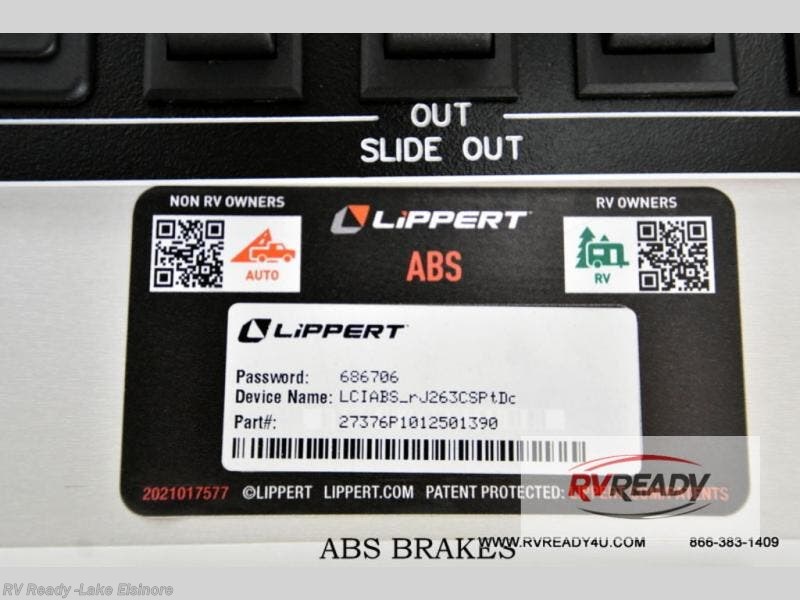 OUT
SLIDE OUT
NON RV OWNERS
AUTO
LiPPERT
ABS
RV OWNERS
RV
LiPPERT
Password: 686706
Device Name: LCIABS_rJ263CSPtDc
Part#: 27376P1012501390
2021017577 ©LIPPERT LIPPERT.COM PATENT PROTECTED: LIPPERT COMPONENTS
RVREADY
WWW.RVREADY4U.COM 866-383-1409
ABS BRAKES
RV Ready -Lake Elsinore